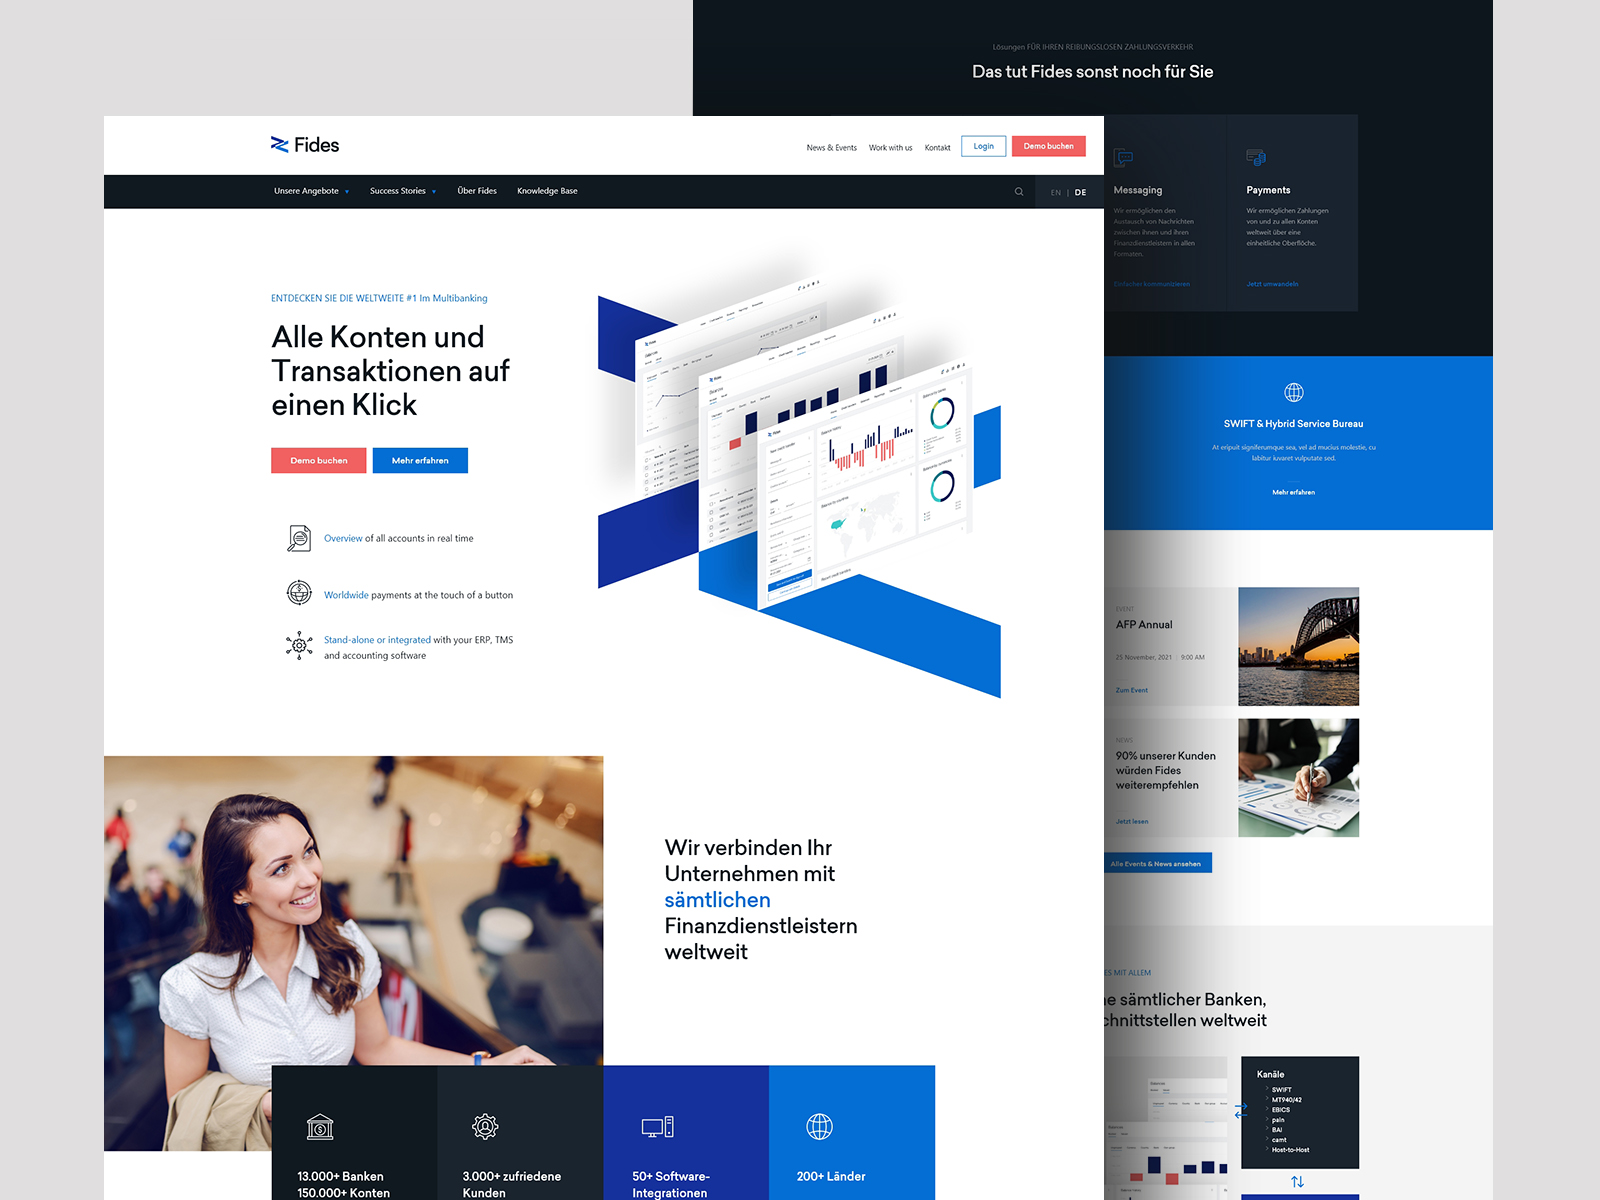 Lösungen FÜR IHREN REIBUNGSLOSEN ZAHLUNGSVERKEHR
Das tut Fides sonst noch für Sie
Fides
News & Events
Work with us
Kontakt
Login
Demo buchen
Unsere Angebote
Success Stories
Über Fides
Knowledge Base
EN | DE
ENTDECKEN SIE DIE WELTWEITE #1 Im Multibanking
Alle Konten und
Transaktionen auf
einen Klick
Demo buchen
Mehr erfahren
Overview of all accounts in real time
Worldwide payments at the touch of a button
Stand-alone or integrated with your ERP, TMS
and accounting software
Fides
Wir verbinden Ihr
Unternehmen mit
sämtlichen
Finanzdienstleistern
weltweit
13.000+ Banken
150.000+ Konten
3.000+ zufriedene
Kunden
50+ Software-
Integrationen
200+ Länder
Messaging
Wir ermöglichen den
Austausch von Nachrichten
zwischen ihnen und ihren
Finanzdienstleistern in allen
Formaten.
Einfacher kommunizieren
Payments
Wir ermöglichen Zahlungen
von und zu allen Konten
weltweit über eine
einheitliche Oberflöche.
Jetzt umwandeln
SWIFT & Hybrid Service Bureau
At eripuit signiferumque sea, vel ad mucius molestie, cu
labitur iuvaret vulputate sed.
Mehr erfahren
EVENT
AFP Annual
25 November, 2021 | 9:00 AM
Zum Event
NEWS
90% unserer Kunden
würden Fides
weiterempfehlen
Jetzt lesen
Alle Events & News ansehen
ES MIT ALLEM
ne sämtlicher Banken,
chnittstellen weltweit
Kanäle
SWIFT
MT940/42
EBICS
pain
BAI
camt
Host-to-Host